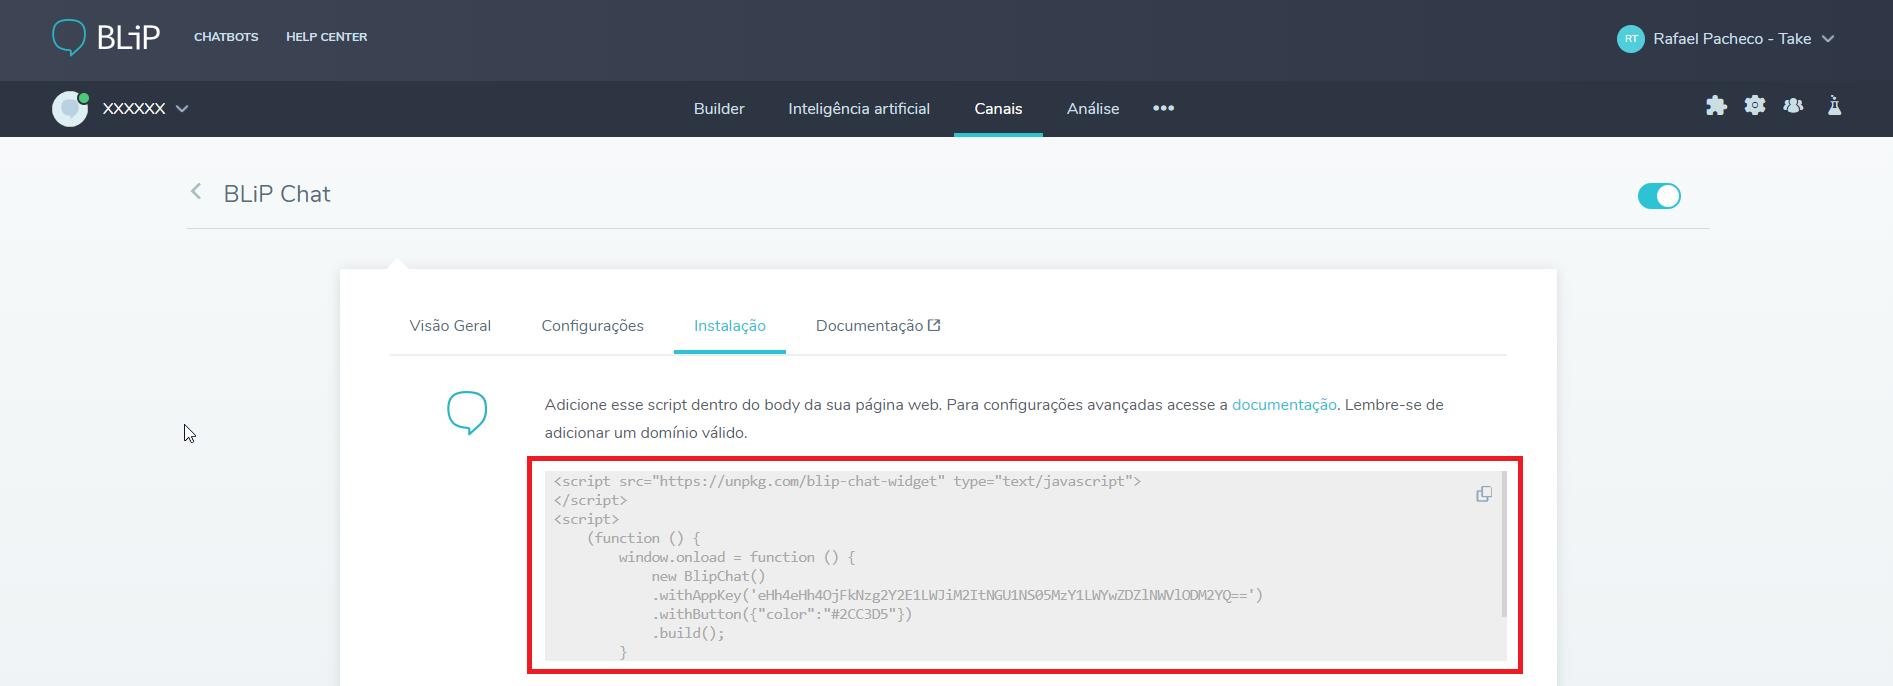 BLiP CHATBOTS HELP CENTER RT Rafael Pacheco - Take
XXXXXX Builder Inteligência artificial Canais Análise •••
BLiP Chat
Visão Geral Configurações Instalação Documentação
Adicione esse script dentro do body da sua página web. Para configurações avançadas acesse a documentação. Lembre-se de
adicionar um domínio válido.
<script src="https://unpkg.com/blip-chat-widget" type="text/javascript">
</script>
<script>
    (function () {
        window.onload = function () {
            new BlipChat()
            .withAppKey('eHh4eHh4OjFkNzg2Y2E1LWJiM2ItNGU1NS05MzY1LWYwZDZlNWVlODM2YQ==')
            .withButton({"color":"#2CC3D5"})
            .build();
        }